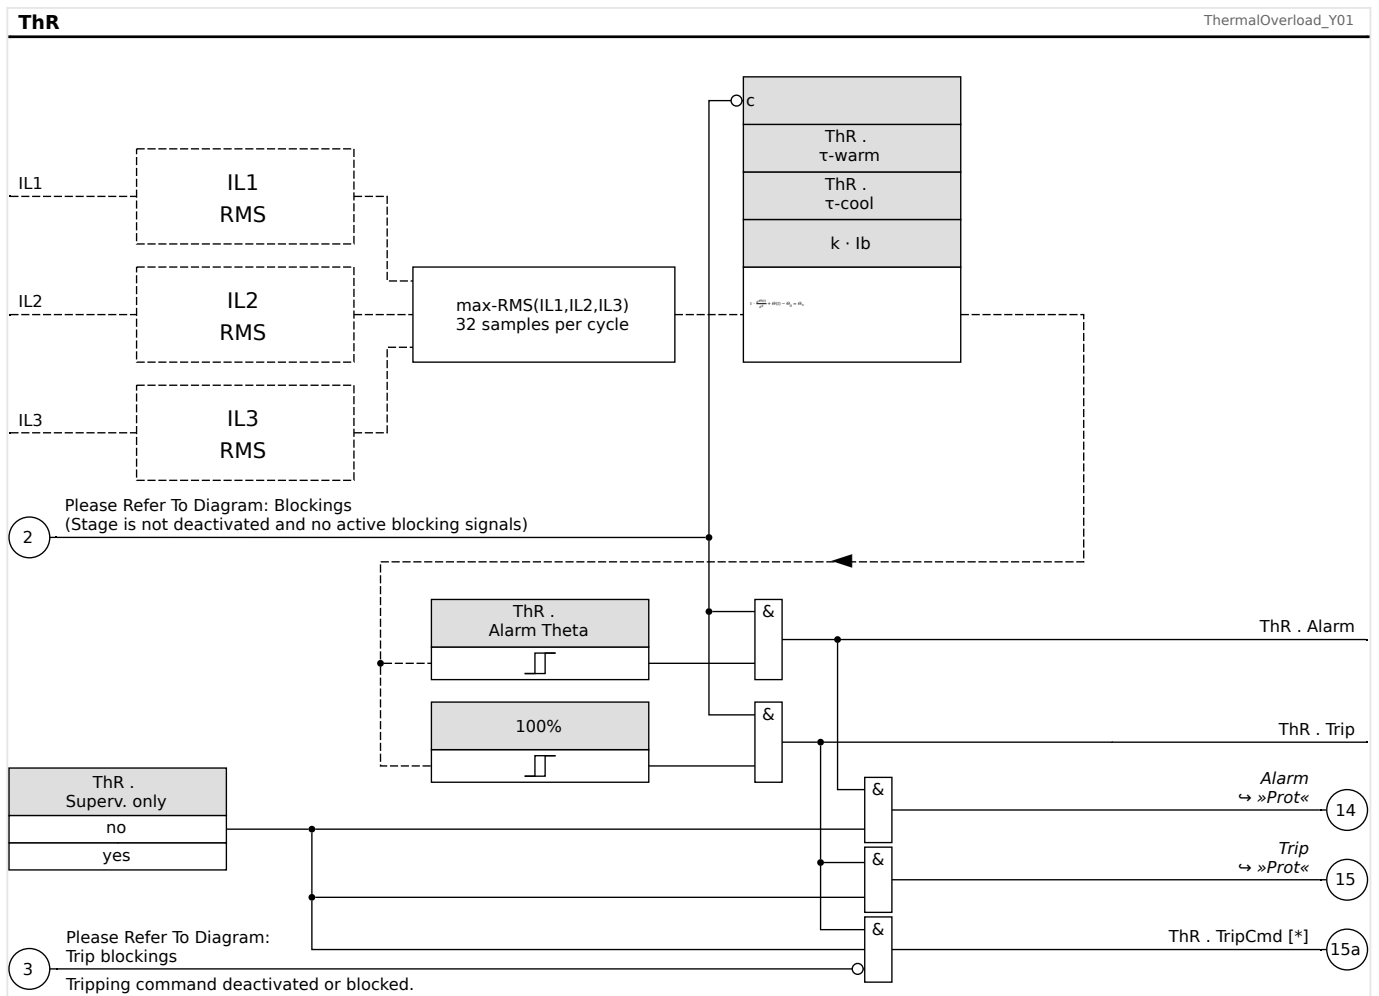 ThR
ThermalOverload_Y01
c
ThR .
τ-warm
ThR .
τ-cool
k · Ib
IL1
IL1
RMS
IL2
IL2
RMS
max-RMS(IL1,IL2,IL3)
32 samples per cycle
IL3
IL3
RMS
Please Refer To Diagram: Blockings
(Stage is not deactivated and no active blocking signals)
2
ThR .
Alarm Theta
&
ThR . Alarm
100%
&
ThR . Trip
ThR .
Superv. only
no
yes
&
Alarm
↪ »Prot«
14
&
Trip
↪ »Prot«
15
&
ThR . TripCmd [*]
15a
Please Refer To Diagram:
Trip blockings
3
Tripping command deactivated or blocked.